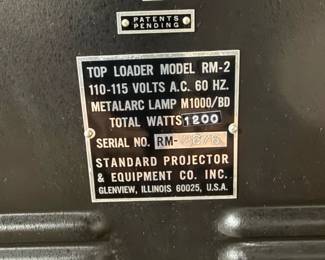 PATENTS
PENDING
TOP LOADER MODEL RM-2
110-115 VOLTS A.C. 60 HZ.
METALARC LAMP M1000/BD
TOTAL WATTS 1200
SERIAL NO. RM-
STANDARD PROJECTOR
& EQUIPMENT CO. INC.
GLENVIEW, ILLINOIS 60025, U.S.A.